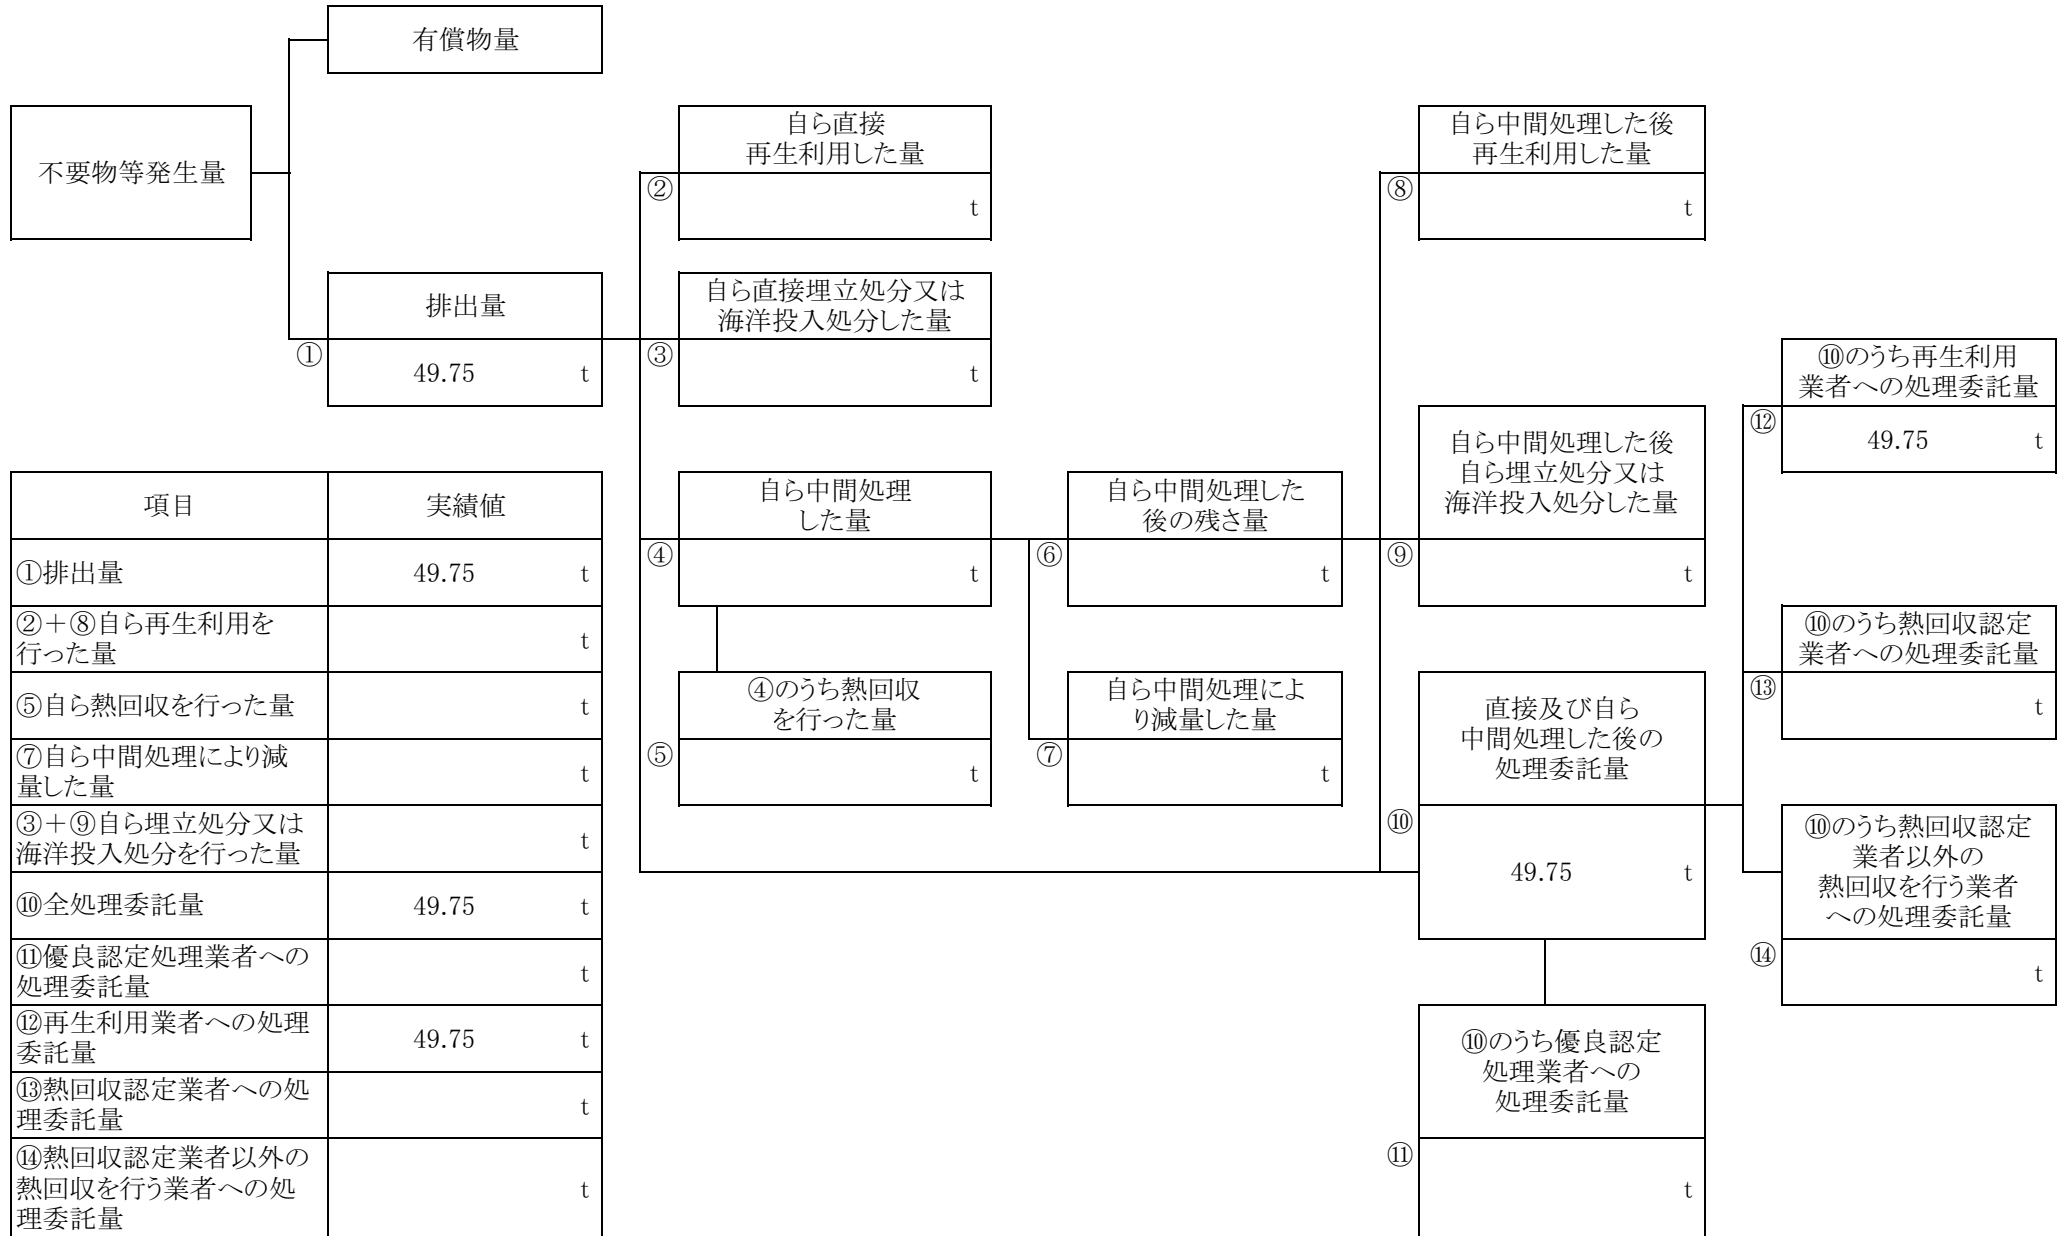 有償物量
不要物等発生量
排出量
①
49.75 t
自ら直接
再生利用した量
②
t
自ら直接埋立処分又は
海洋投入処分した量
③
t
自ら中間処理
した量
④
t
④のうち熱回収
を行った量
⑤
t
自ら中間処理した
後の残さ量
⑥
t
自ら中間処理によ
り減量した量
⑦
t
自ら中間処理した後
再生利用した量
⑧
t
自ら中間処理した後
自ら埋立処分又は
海洋投入処分した量
⑨
t
直接及び自ら
中間処理した後の
処理委託量
⑩
49.75 t
⑩のうち優良認定
処理業者への
処理委託量
⑪
t
⑩のうち再生利用
業者への処理委託量
⑫
49.75 t
⑩のうち熱回収認定
業者への処理委託量
⑬
t
⑩のうち熱回収認定
業者以外の
熱回収を行う業者
への処理委託量
⑭
t
項目 実績値
①排出量 49.75 t
②＋⑧自ら再生利用を
行った量
t
⑤自ら熱回収を行った量 t
⑦自ら中間処理により減
量した量
t
③＋⑨自ら埋立処分又は
海洋投入処分を行った量
t
⑩全処理委託量 49.75 t
⑪優良認定処理業者への
処理委託量
t
⑫再生利用業者への処理
委託量
49.75 t
⑬熱回収認定業者への処
理委託量
t
⑭熱回収認定業者以外の
熱回収を行う業者への処
理委託量
t